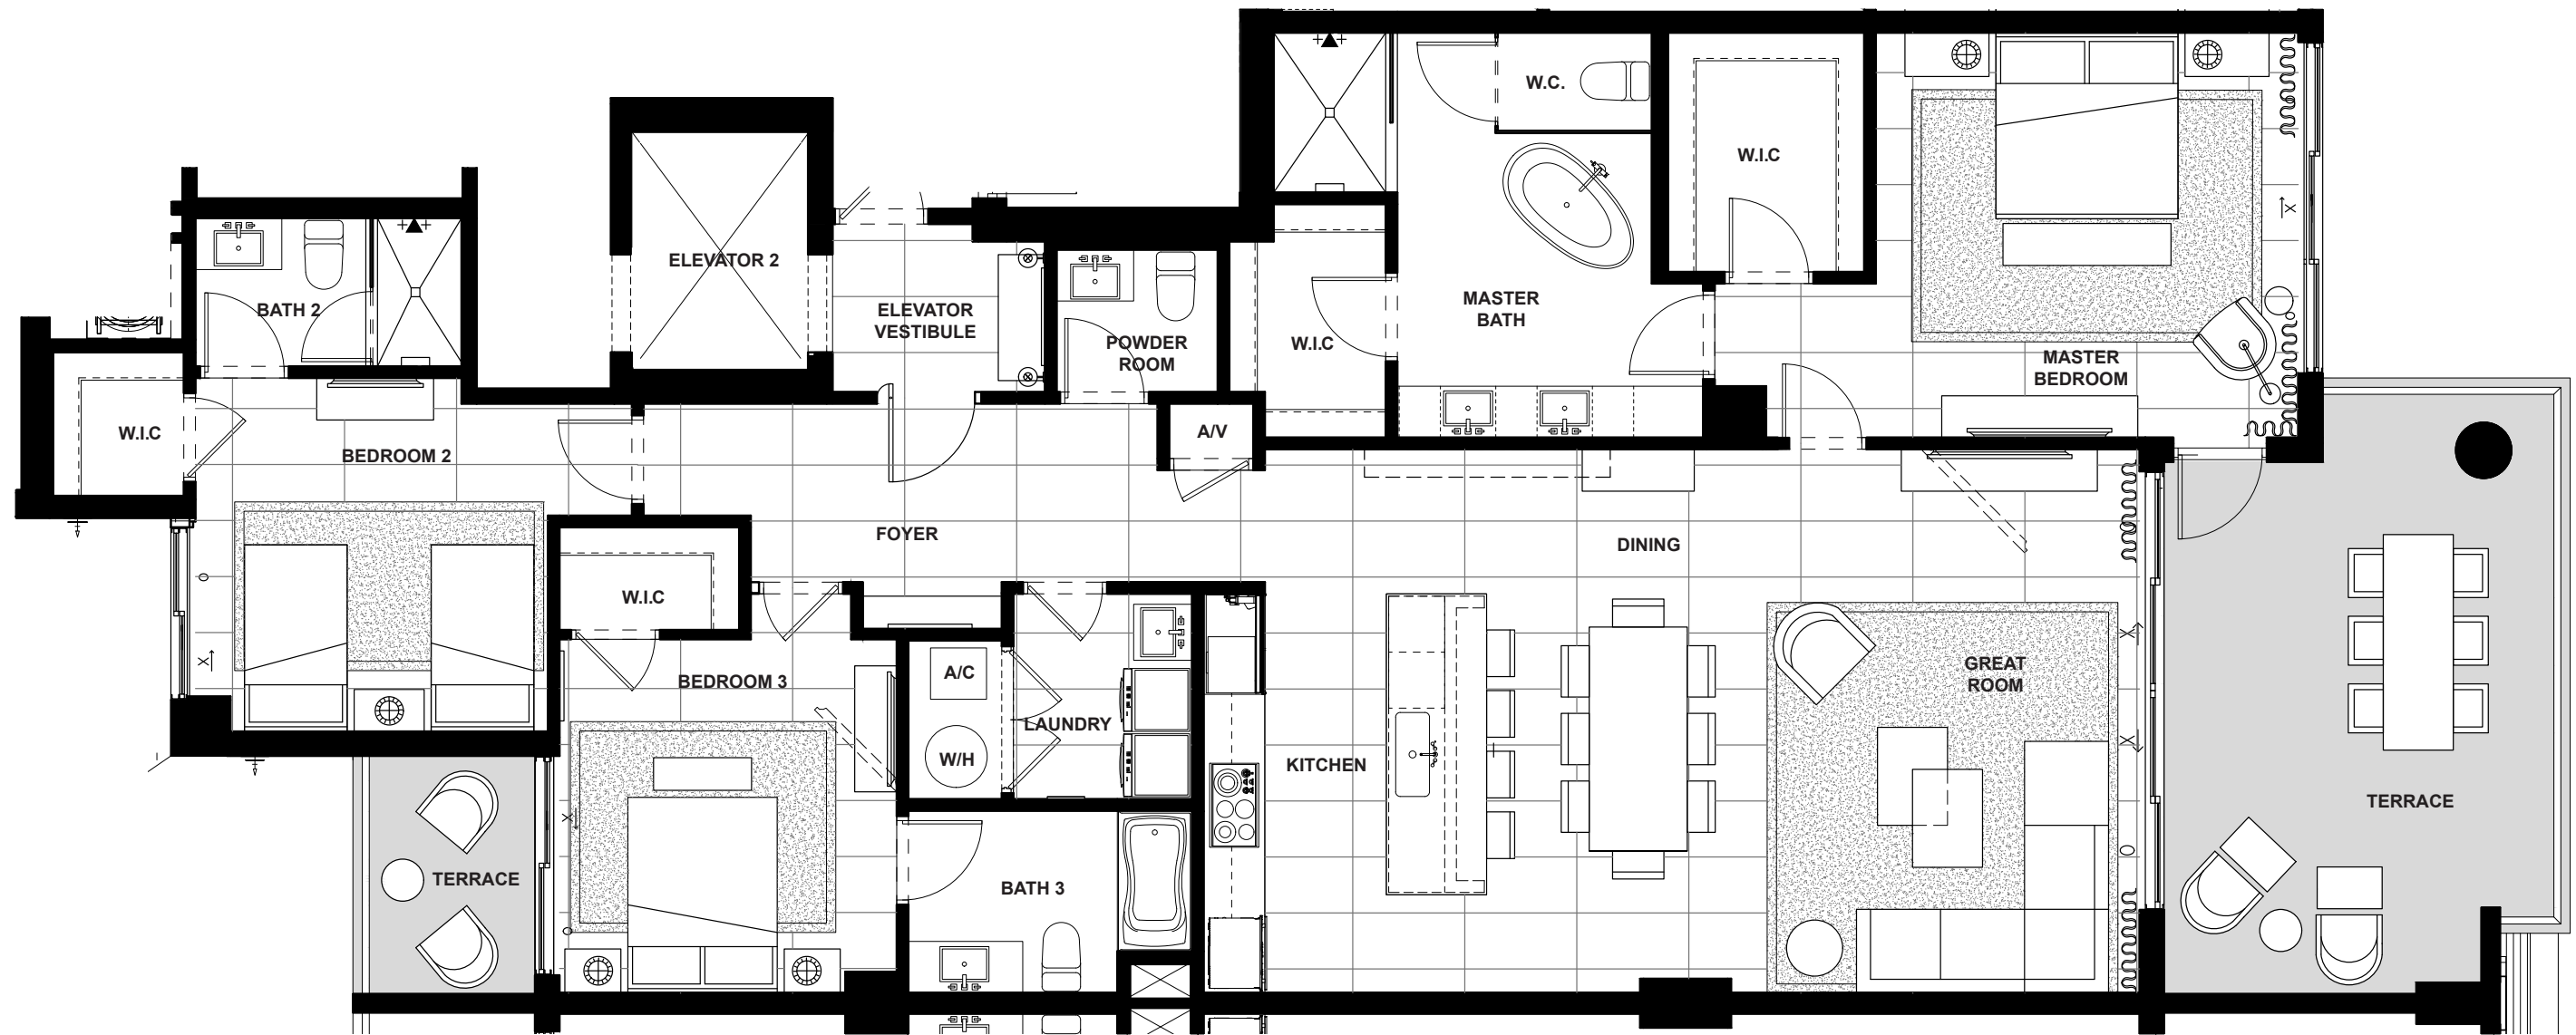 W.C.
W.I.C
ELEVATOR 2
ELEVATOR
VESTIBULE
BATH 2
MASTER
BATH
POWDER
ROOM
W.I.C
MASTER
BEDROOM
W.I.C
A/V
BEDROOM 2
FOYER
DINING
W.I.C
GREAT
ROOM
A/C
BEDROOM 3
LAUNDRY
W/H
KITCHEN
TERRACE
TERRACE
BATH 3
X
X
X
X
X
O
O
O